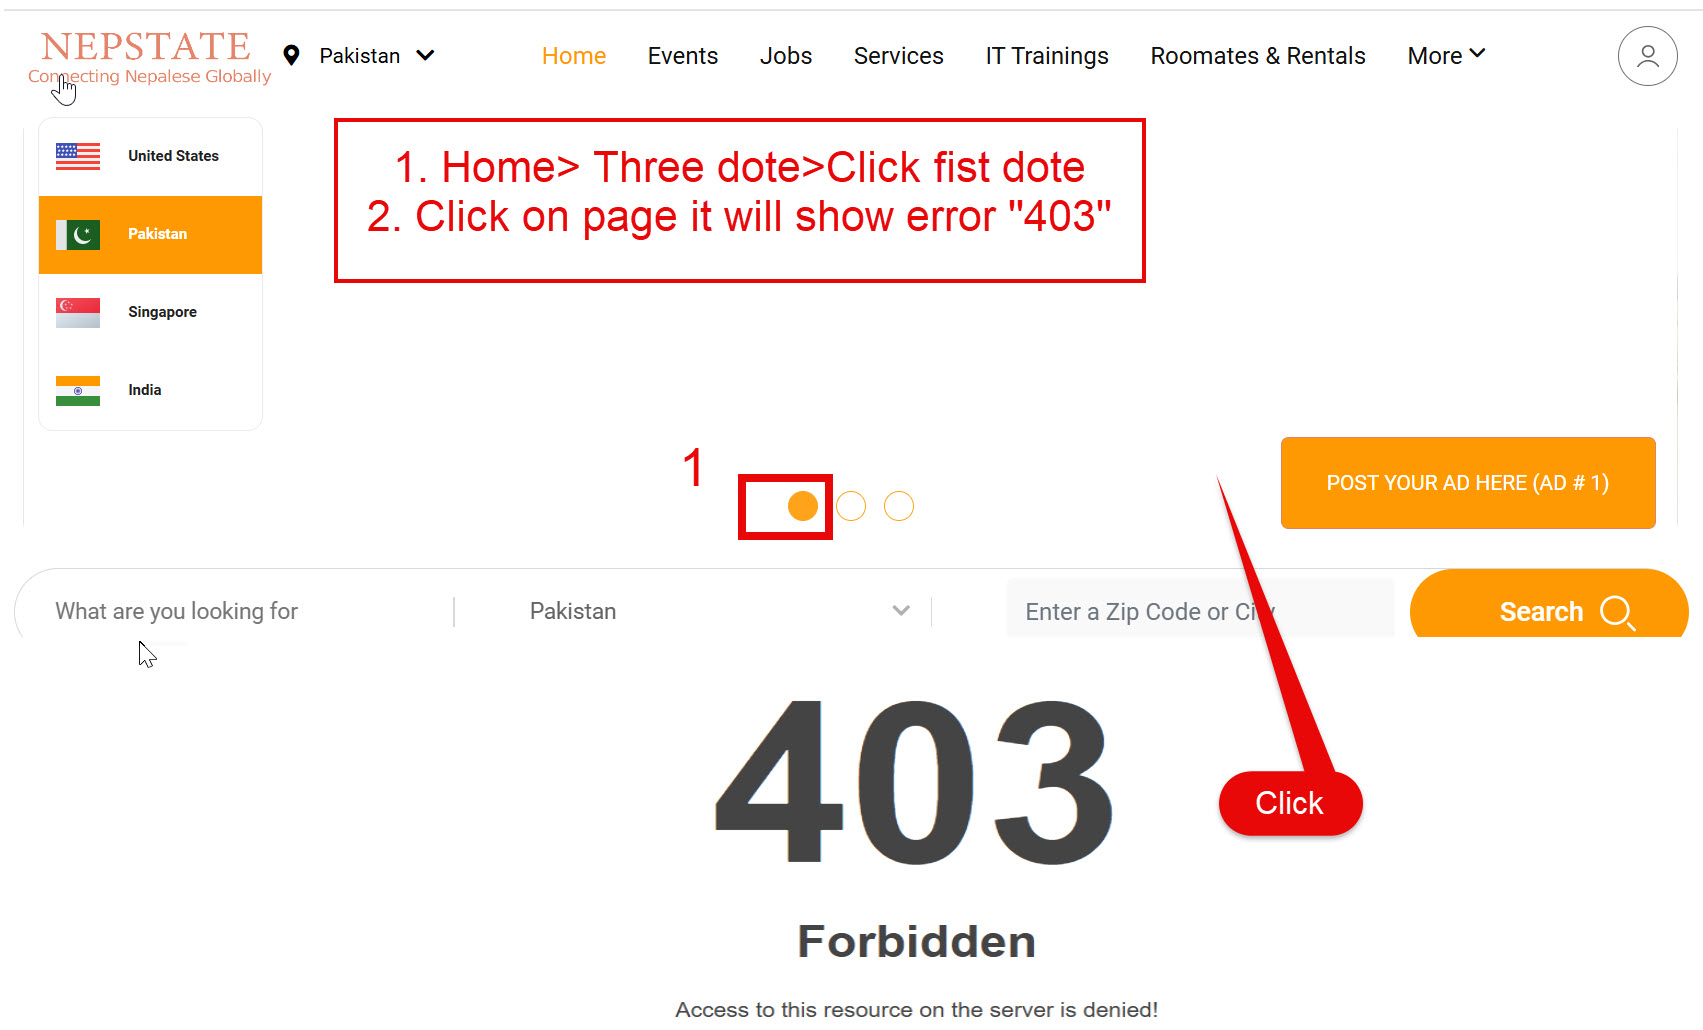 NEPSTATE
Connecting Nepalese Globally
Pakistan
Home Events Jobs Services IT Trainings Roomates & Rentals More
United States
Pakistan
Singapore
India
1. Home> Three dote>Click fist dote
2. Click on page it will show error "403"
1
POST YOUR AD HERE (AD # 1)
What are you looking for
Pakistan
Enter a Zip Code or City
Search
Click
403
Forbidden
Access to this resource on the server is denied!